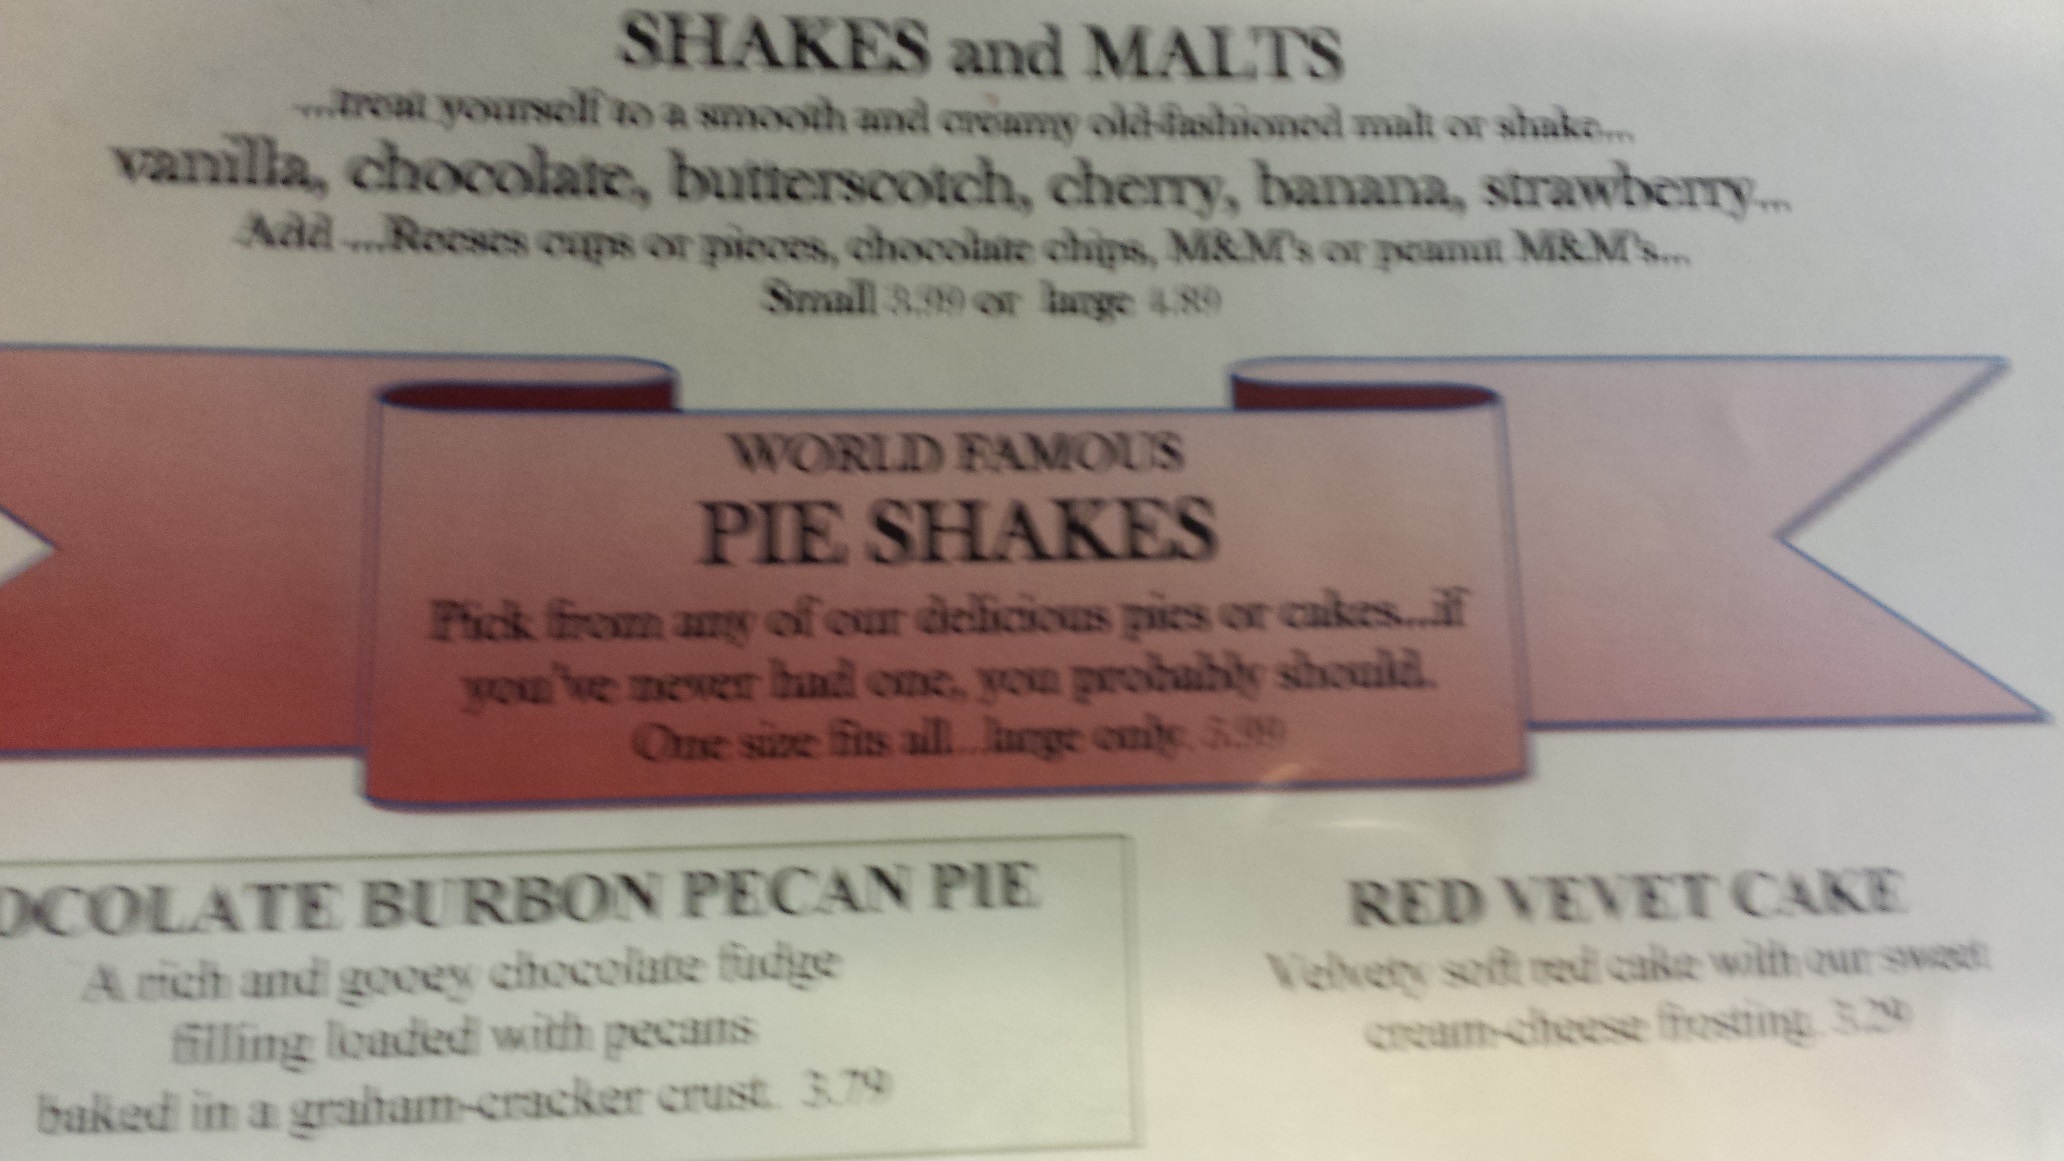 SHAKES and MALTS
...treat yourself to a smooth and creamy old-fashioned malt or shake...
vanilla, chocolate, butterscotch, cherry, banana, strawberry...
Add ...Reeses cups or pieces, chocolate chips, M&M's or peanut M&M's...
Small 3.99 or large 4.89
WORLD FAMOUS
PIE SHAKES
Pick from any of our delicious pies or cakes...if
you've never had one, you probably should.
One size fits all...large only. 5.99
OCOLATE BURBON PECAN PIE
A rich and gooey chocolate fudge
filling loaded with pecans
baked in a graham-cracker crust. 3.79
RED VEVET CAKE
Velvety soft red cake with our sweet
cream-cheese frosting. 3.29